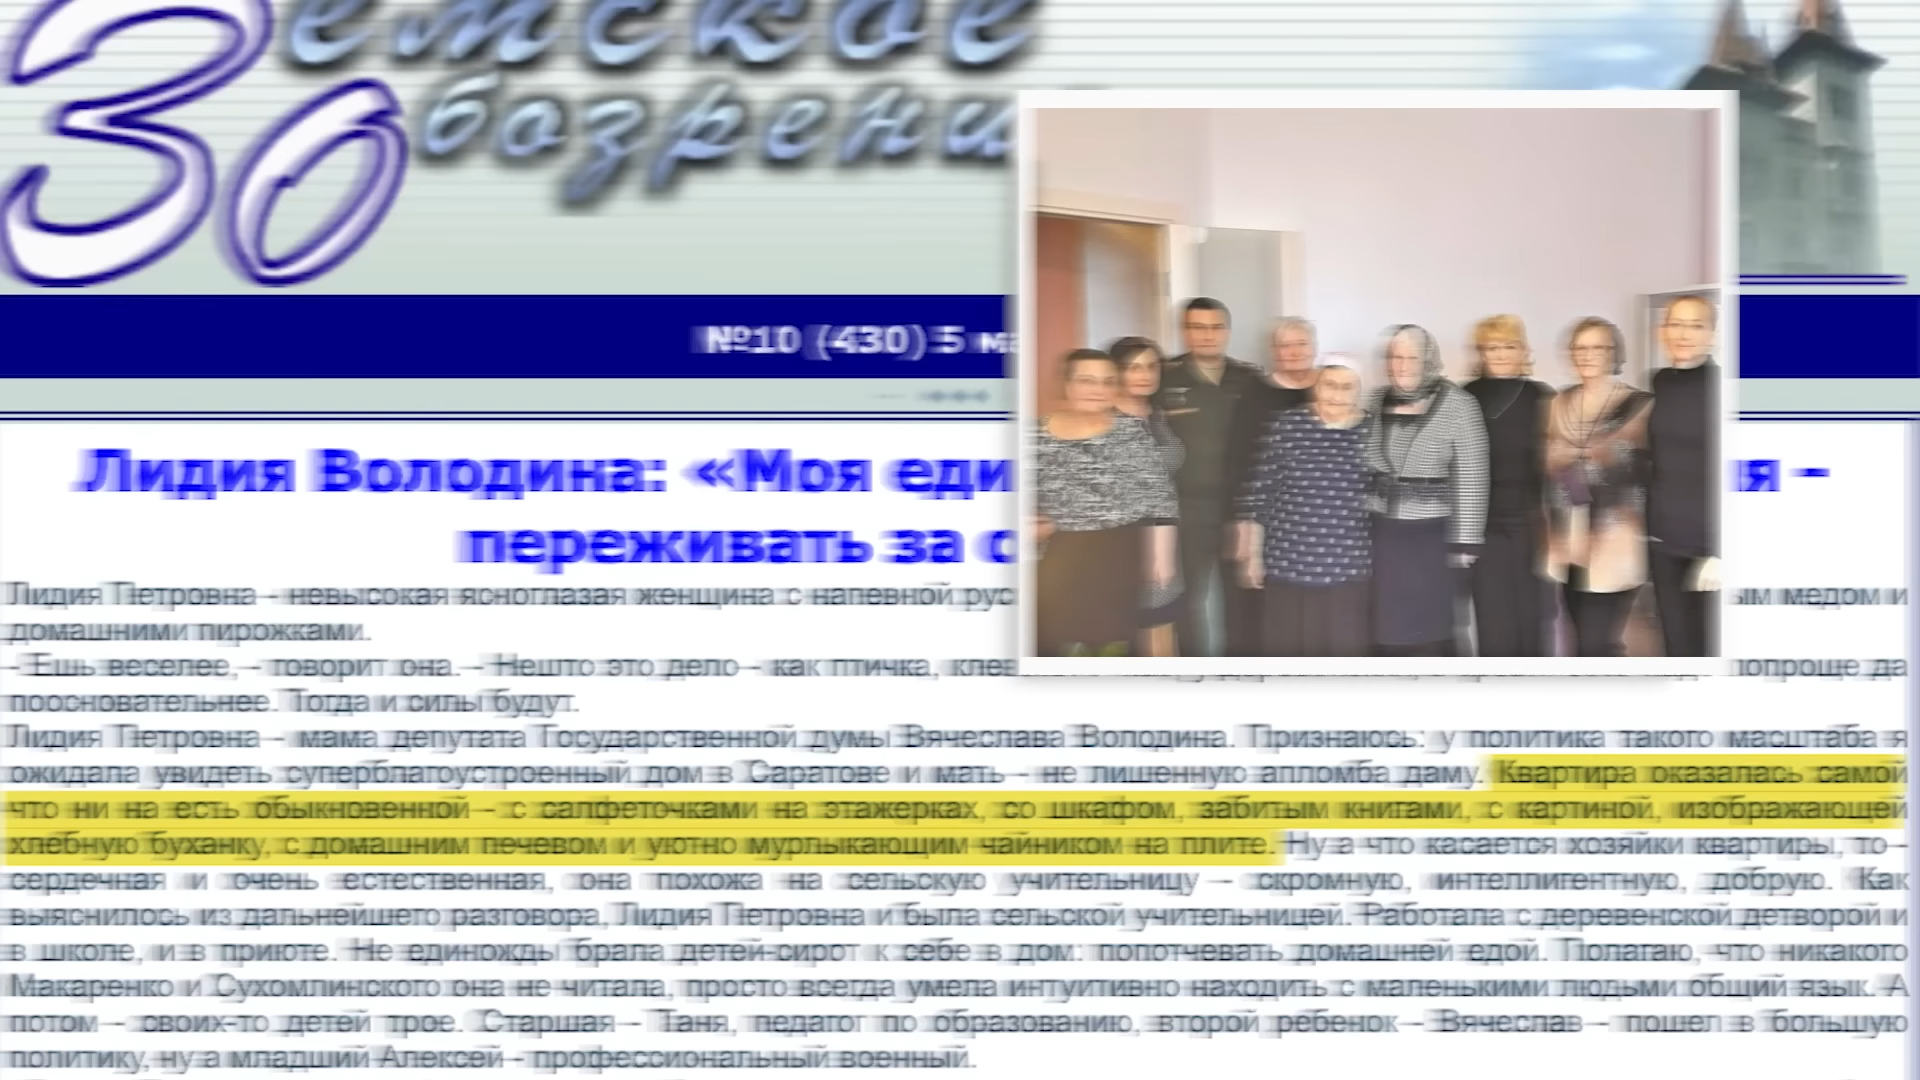 Земское
Обозрени
№10 (430) 5 ма
Лидия Володина: «Моя еди я –
переживать за с
Лидия Петровна - невысокая ясноглазая женщина с напевной рус ым медом и
домашними пирожками.
- Ешь веселее, - говорит она. - Нешто это дело - как птичка, клев попроще да
поосновательнее. Тогда и силы будут.
Лидия Петровна - мама депутата Государственной думы Вячеслава Володина. Признаюсь: у политика такого масштаба я
ожидала увидеть суперблагоустроенный дом в Саратове и мать - не лишенную апломба даму. Квартира оказалась самой
что ни на есть обыкновенной - с салфеточками на этажерках, со шкафом, забитым книгами, с картиной, изображающей
хлебную буханку, с домашним печевом и уютно мурлыкающим чайником на плите. Ну а что касается хозяйки квартиры, то -
сердечная и очень естественная, она похожа на сельскую учительницу - скромную, интеллигентную, добрую. Как
выяснилось из дальнейшего разговора, Лидия Петровна и была сельской учительницей. Работала с деревенской детворой и
в школе, и в приюте. Не единожды брала детей-сирот к себе в дом: попотчевать домашней едой. Полагаю, что никакого
Макаренко и Сухомлинского она не читала, просто всегда умела интуитивно находить с маленькими людьми общий язык. А
потом - своих-то детей трое. Старшая - Таня, педагог по образованию, второй ребенок - Вячеслав - пошел в большую
политику, ну а младший Алексей - профессиональный военный.